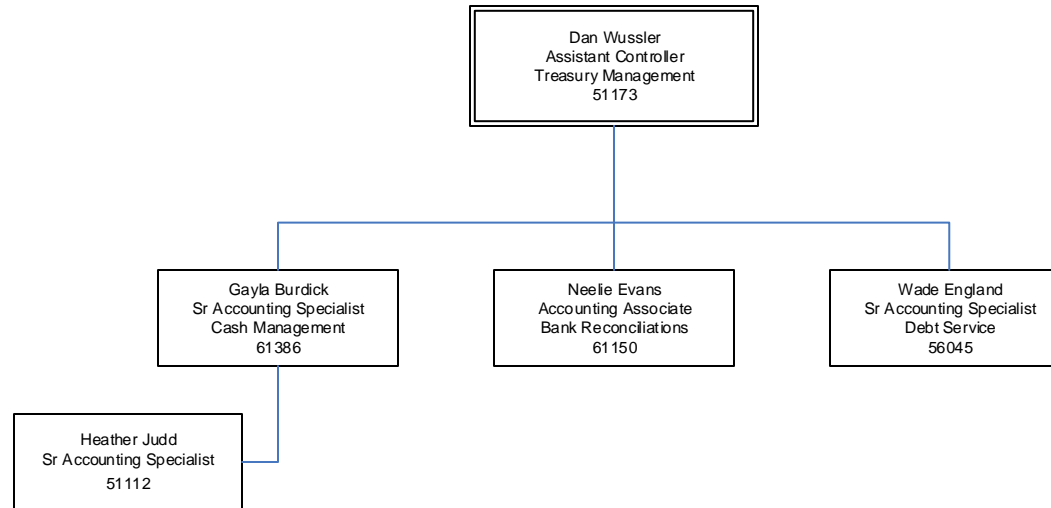 Dan Wussler
Assistant Controller
Treasury Management
51173
Gayla Burdick
Sr Accounting Specialist
Cash Management
61386
Neelie Evans
Accounting Associate
Bank Reconciliations
61150
Wade England
Sr Accounting Specialist
Debt Service
56045
Heather Judd
Sr Accounting Specialist
51112